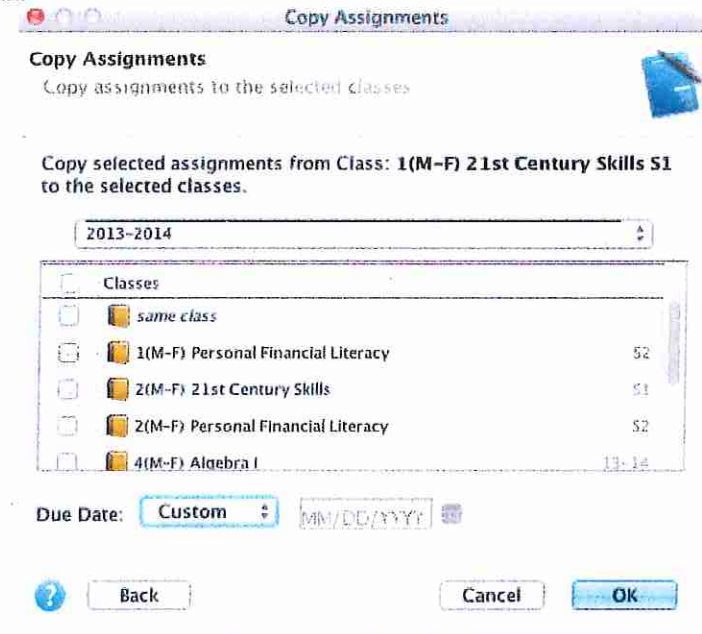 Copy Assignments
Copy Assignments
Copy assignments to the selected classes
Copy selected assignments from Class: 1(M-F) 21st Century Skills S1
to the selected classes.
2013-2014
Classes
same class
1(M-F) Personal Financial Literacy S2
2(M-F) 21st Century Skills S1
2(M-F) Personal Financial Literacy S2
4(M-F) Algebra I 13-14
Due Date: Custom MM/DD/YYYY
? Back Cancel OK